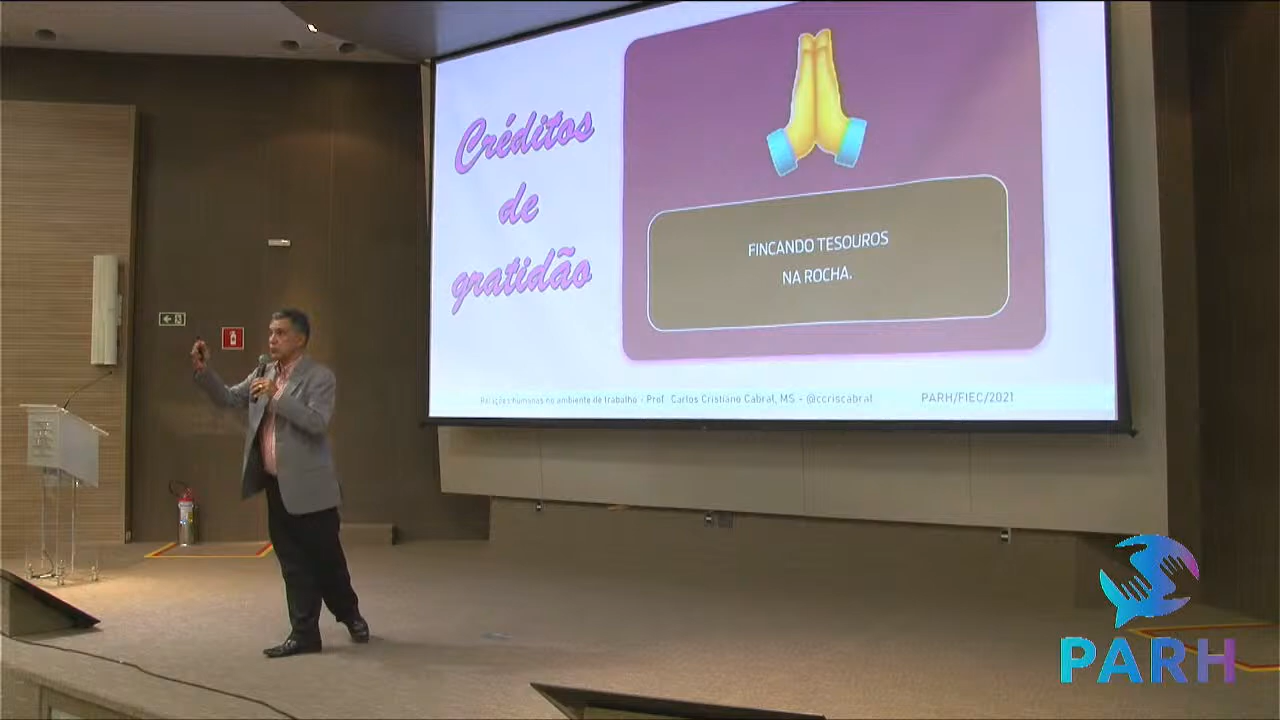 Créditos
de
gratidão
FINCANDO TESOUROS
NA ROCHA.
Relações humanas no ambiente de trabalho - Prof. Carlos Cristiano Cabral, MS - @ccriscabral
PARH/FIEC/2021
PARH